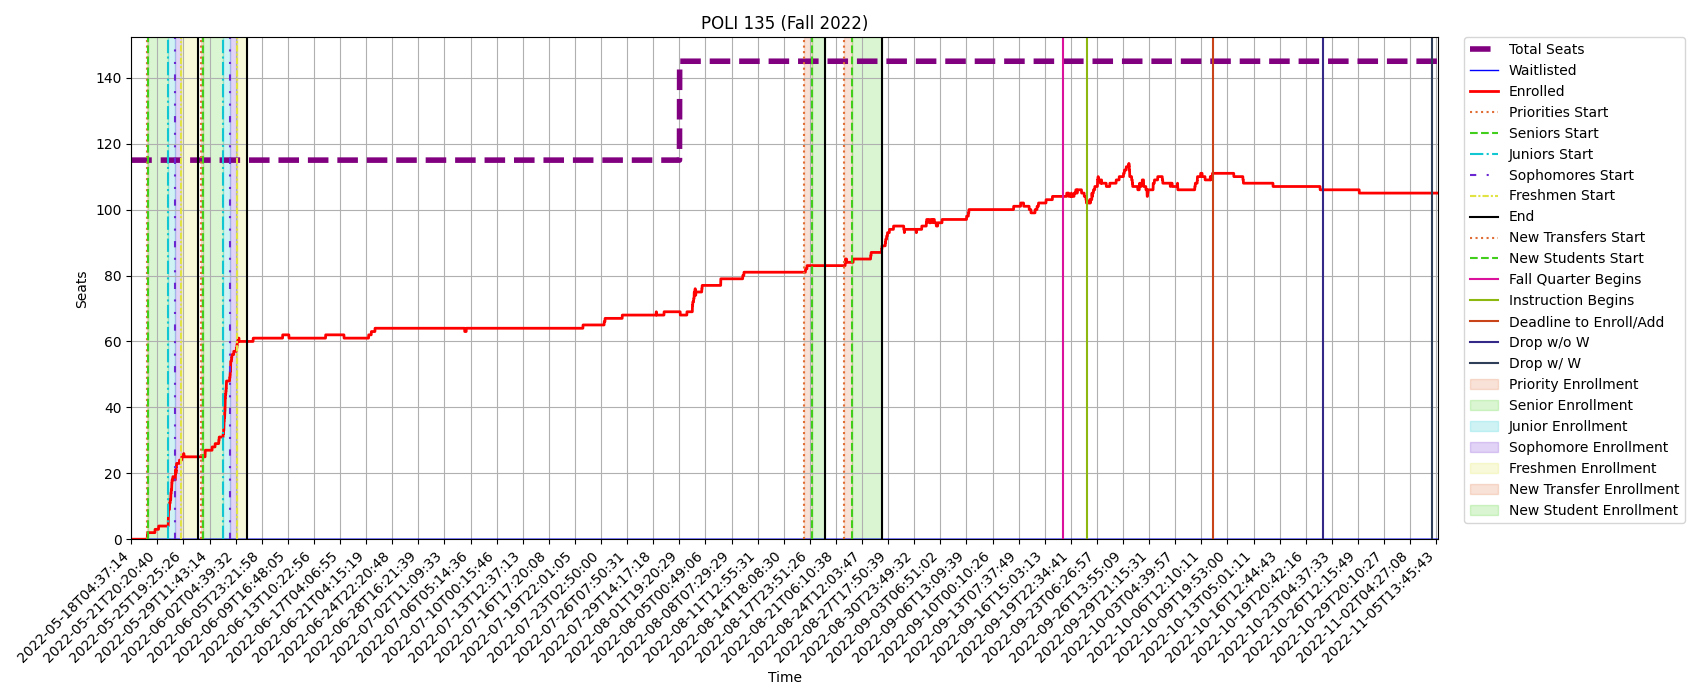 POLI 135 (Fall 2022)
Seats
140
120
100
80
60
40
20
0
2022-05-18T04:37:14
2022-05-21T20:20:40
2022-05-25T19:25:26
2022-05-29T11:43:14
2022-06-02T04:39:32
2022-06-05T23:21:58
2022-06-09T16:48:05
2022-06-13T10:22:56
2022-06-17T04:06:55
2022-06-21T04:15:19
2022-06-24T22:20:48
2022-06-28T16:21:39
2022-07-02T11:09:33
2022-07-06T05:14:36
2022-07-10T00:15:46
2022-07-13T12:37:13
2022-07-16T17:20:08
2022-07-19T22:01:05
2022-07-23T02:50:00
2022-07-26T07:50:31
2022-07-29T14:17:18
2022-08-01T19:20:29
2022-08-05T00:49:06
2022-08-08T07:29:29
2022-08-11T12:55:31
2022-08-14T18:08:30
2022-08-17T23:51:26
2022-08-21T06:10:38
2022-08-24T12:03:47
2022-08-27T17:50:39
2022-08-30T23:49:32
2022-09-03T06:51:02
2022-09-06T13:09:39
2022-09-10T00:10:26
2022-09-13T07:37:49
2022-09-16T15:03:13
2022-09-19T22:34:41
2022-09-23T06:26:57
2022-09-26T13:55:09
2022-09-29T21:15:31
2022-10-03T04:39:57
2022-10-06T12:10:11
2022-10-09T19:53:00
2022-10-13T05:01:11
2022-10-16T12:44:43
2022-10-19T20:42:16
2022-10-23T04:37:33
2022-10-26T12:15:49
2022-10-29T20:10:27
2022-11-02T04:27:08
2022-11-05T13:45:43
Time
Total Seats
Waitlisted
Enrolled
Priorities Start
Seniors Start
Juniors Start
Sophomores Start
Freshmen Start
End
New Transfers Start
New Students Start
Fall Quarter Begins
Instruction Begins
Deadline to Enroll/Add
Drop w/o W
Drop w/ W
Priority Enrollment
Senior Enrollment
Junior Enrollment
Sophomore Enrollment
Freshmen Enrollment
New Transfer Enrollment
New Student Enrollment